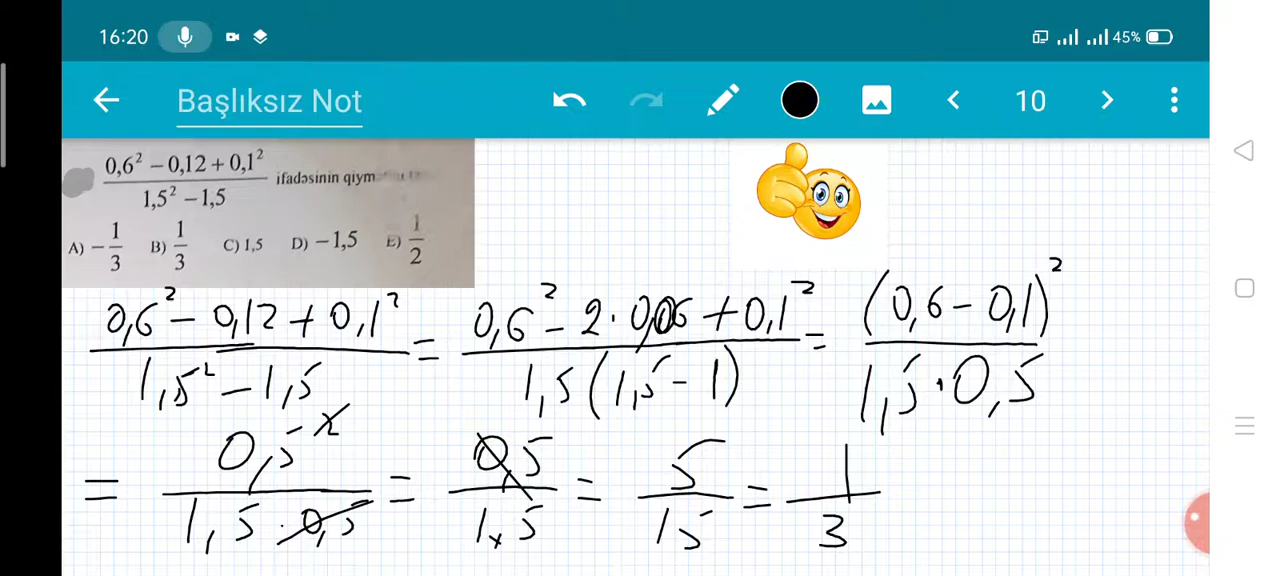 16:20 45%
Başlıksız Not 10
0,6² − 0,12 + 0,1² / 1,5² − 1,5 ifadəsinin
A) −1/3 B) 1/3 C) 1,5 D) −1,5 E) 1/2
0,6² − 0,12 + 0,1² / 1,5² − 1,5 = 0,6² − 2·0,06 + 0,1² / 1,5(1,5 − 1) = (0,6 − 0,1)² / 1,5·0,5
= 0,5² / 1,5·0,5 = 0,5 / 1,5 = 5/15 = 1/3